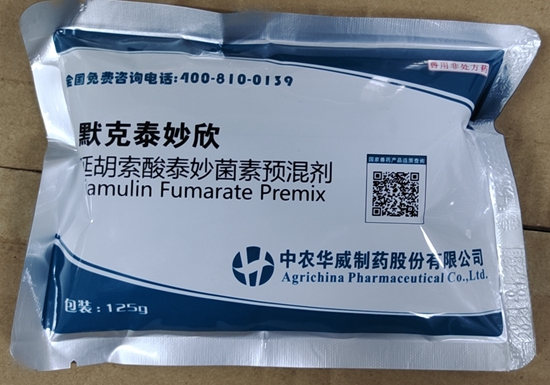 全国免费咨询电话:400-810-0139
兽用非处方药
默克泰妙欣
延胡索酸泰妙菌素预混剂
Tiamulin Fumarate Premix
国家兽药产品追溯查询
中农华威制药股份有限公司
Agrichina Pharmaceutical Co.,Ltd.
包装:125g